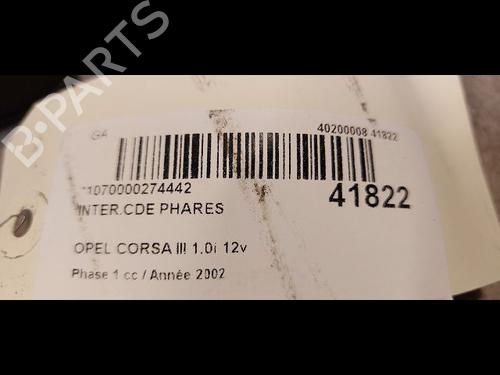 B-PARTS
GA
40200008 41822
1070000274442
41822
INTER.CDE PHARES
OPEL CORSA III 1.0i 12v
Phase 1 cc / Année 2002